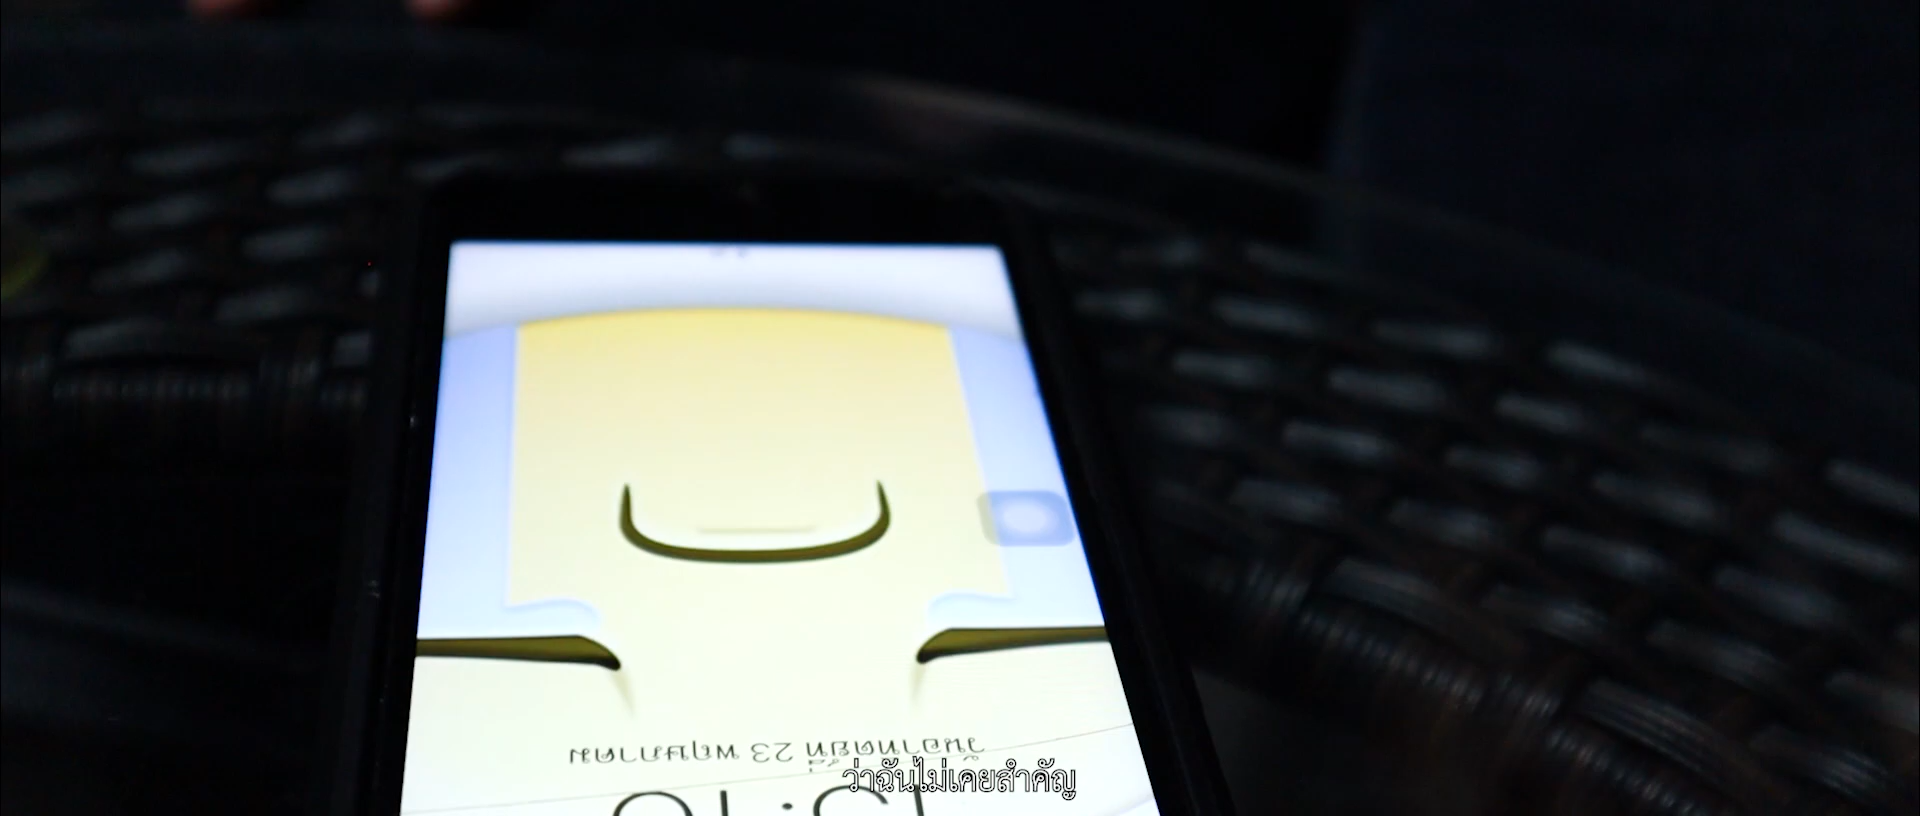 วันอาทิตย์ที่ 23 พฤษภาคม
ว่าฉันไม่เคยสำคัญ